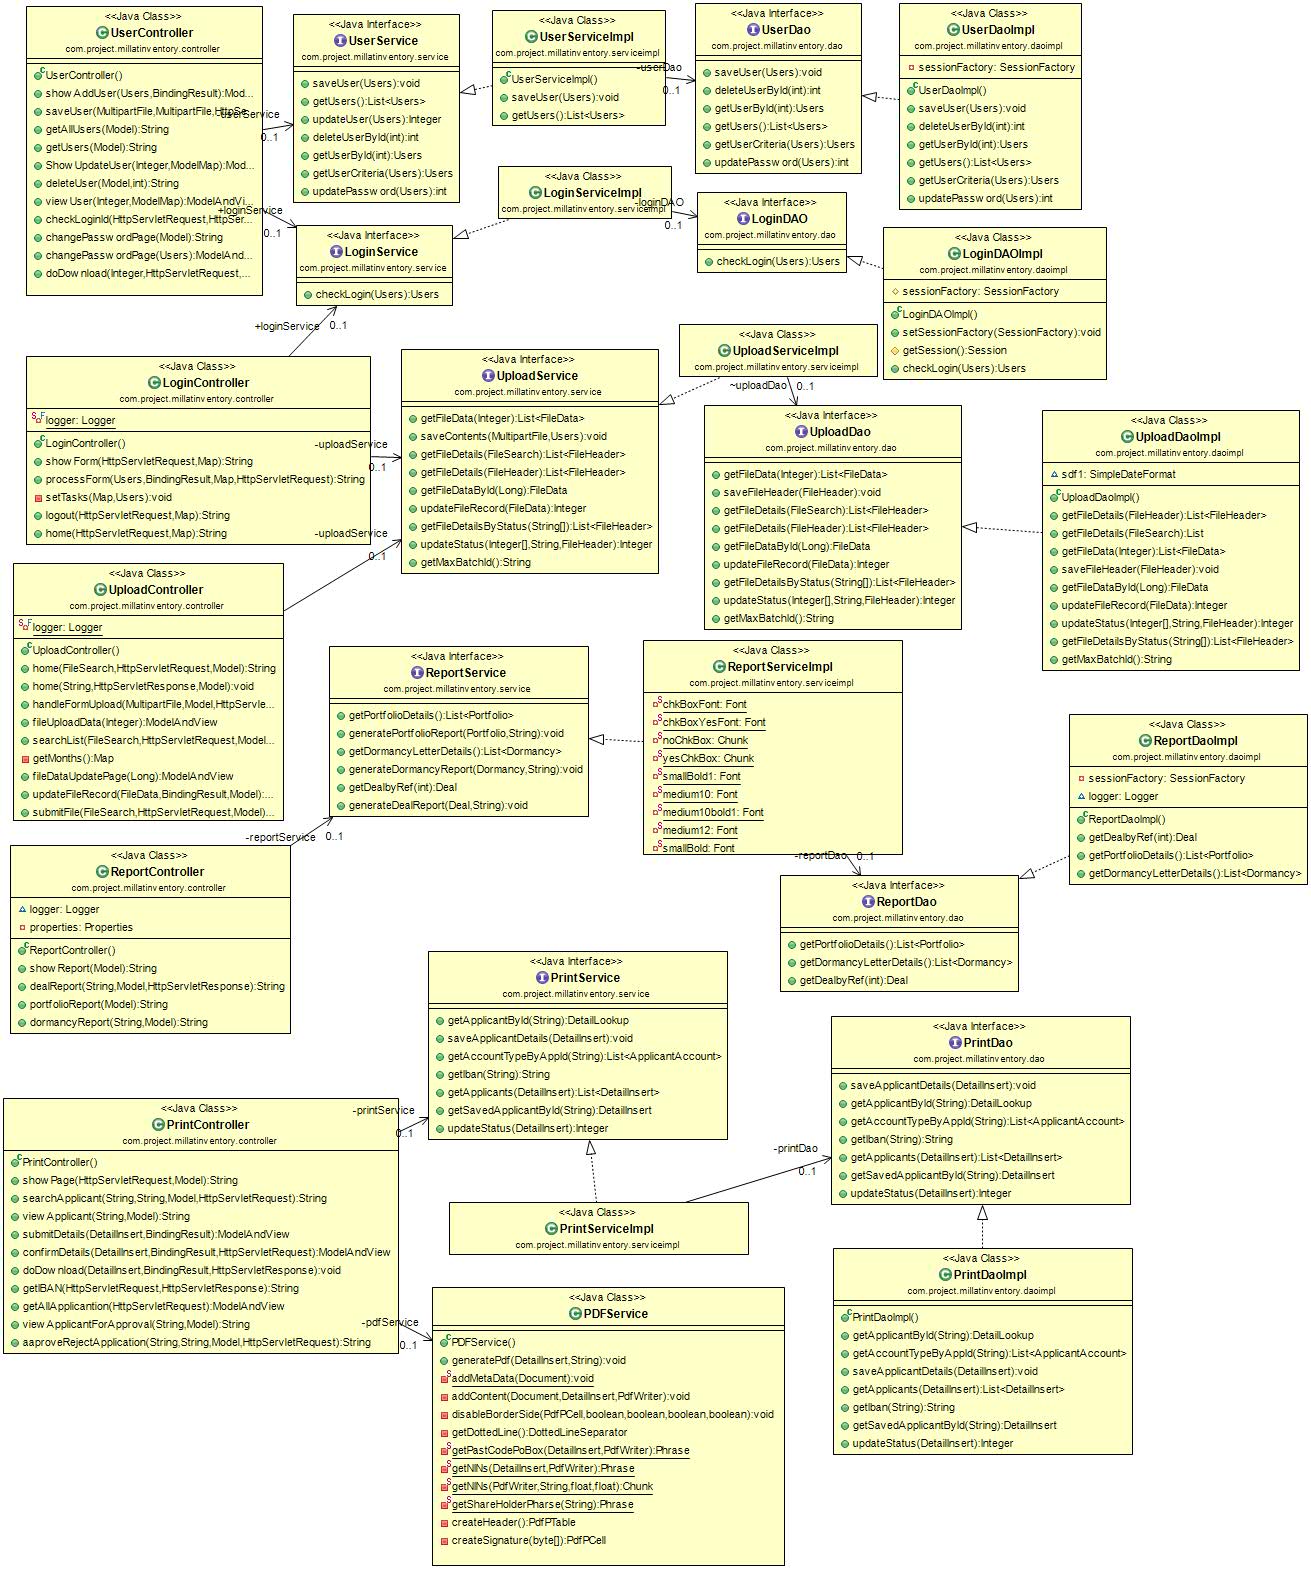 <<Java Class>>
UserController
com.project.millatinventory.controller
UserController()
show AddUser(Users,BindingResult):Mod...
saveUser(MultipartFile,MultipartFile,HttpSe...
getAllUsers(Model):String
getUsers(Model):String
Show UpdateUser(Integer,ModelMap):Mod...
deleteUser(Model,int):String
view User(Integer,ModelMap):ModelAndVi...
checkLoginId(HttpServletRequest,HttpSer...
changePassw ordPage(Model):String
changePassw ordPage(Users):ModelAnd...
doDow nload(Integer,HttpServletRequest,...
+userService
0..1
+loginService
0..1
<<Java Interface>>
UserService
com.project.millatinventory.service
saveUser(Users):void
getUsers():List<Users>
updateUser(Users):Integer
deleteUserById(int):int
getUserById(int):Users
getUserCriteria(Users):Users
updatePassw ord(Users):int
<<Java Class>>
UserServiceImpl
com.project.millatinventory.serviceimpl
UserServiceImpl()
saveUser(Users):void
getUsers():List<Users>
-userDao
0..1
<<Java Interface>>
UserDao
com.project.millatinventory.dao
saveUser(Users):void
deleteUserById(int):int
getUserById(int):Users
getUsers():List<Users>
getUserCriteria(Users):Users
updatePassw ord(Users):int
<<Java Class>>
UserDaoImpl
com.project.millatinventory.daoimpl
sessionFactory: SessionFactory
UserDaoImpl()
saveUser(Users):void
deleteUserById(int):int
getUserById(int):Users
getUsers():List<Users>
getUserCriteria(Users):Users
updatePassw ord(Users):int
<<Java Class>>
LoginServiceImpl
com.project.millatinventory.serviceimpl
-loginDAO
0..1
<<Java Interface>>
LoginDAO
com.project.millatinventory.dao
checkLogin(Users):Users
<<Java Interface>>
LoginService
com.project.millatinventory.service
checkLogin(Users):Users
<<Java Class>>
LoginDAOImpl
com.project.millatinventory.daoimpl
sessionFactory: SessionFactory
LoginDAOImpl()
setSessionFactory(SessionFactory):void
getSession():Session
checkLogin(Users):Users
+loginService
0..1
<<Java Class>>
LoginController
com.project.millatinventory.controller
logger: Logger
LoginController()
show Form(HttpServletRequest,Map):String
processForm(Users,BindingResult,Map,HttpServletRequest):String
setTasks(Map,Users):void
logout(HttpServletRequest,Map):String
home(HttpServletRequest,Map):String
-uploadService
0..1
-uploadService
0..1
<<Java Interface>>
UploadService
com.project.millatinventory.service
getFileData(Integer):List<FileData>
saveContents(MultipartFile,Users):void
getFileDetails(FileSearch):List<FileHeader>
getFileDetails(FileHeader):List<FileHeader>
getFileDataById(Long):FileData
updateFileRecord(FileData):Integer
getFileDetailsByStatus(String[]):List<FileHeader>
updateStatus(Integer[],String,FileHeader):Integer
getMaxBatchId():String
<<Java Class>>
UploadServiceImpl
com.project.millatinventory.serviceimpl
~uploadDao
0..1
<<Java Interface>>
UploadDao
com.project.millatinventory.dao
getFileData(Integer):List<FileData>
saveFileHeader(FileHeader):void
getFileDetails(FileSearch):List<FileHeader>
getFileDetails(FileHeader):List<FileHeader>
getFileDataById(Long):FileData
updateFileRecord(FileData):Integer
getFileDetailsByStatus(String[]):List<FileHeader>
updateStatus(Integer[],String,FileHeader):Integer
getMaxBatchId():String
<<Java Class>>
UploadDaoImpl
com.project.millatinventory.daoimpl
sdf1: SimpleDateFormat
UploadDaoImpl()
getFileDetails(FileHeader):List<FileHeader>
getFileDetails(FileSearch):List
getFileData(Integer):List<FileData>
saveFileHeader(FileHeader):void
getFileDataById(Long):FileData
updateFileRecord(FileData):Integer
updateStatus(Integer[],String,FileHeader):Integer
getFileDetailsByStatus(String[]):List<FileHeader>
getMaxBatchId():String
<<Java Class>>
UploadController
com.project.millatinventory.controller
logger: Logger
UploadController()
home(FileSearch,HttpServletRequest,Model):String
home(String,HttpServletResponse,Model):void
handleFormUpload(MultipartFile,Model,HttpServle...
fileUploadData(Integer):ModelAndView
searchList(FileSearch,HttpServletRequest,Model...
getMonths():Map
fileDataUpdatePage(Long):ModelAndView
updateFileRecord(FileData,BindingResult,Model):...
submitFile(FileSearch,HttpServletRequest,Model)...
<<Java Interface>>
ReportService
com.project.millatinventory.service
getPortfolioDetails():List<Portfolio>
generatePortfolioReport(Portfolio,String):void
getDormancyLetterDetails():List<Dormancy>
generateDormancyReport(Dormancy,String):void
getDealbyRef(int):Deal
generateDealReport(Deal,String):void
<<Java Class>>
ReportServiceImpl
com.project.millatinventory.serviceimpl
chkBoxFont: Font
chkBoxYesFont: Font
noChkBox: Chunk
yesChkBox: Chunk
smallBold1: Font
medium10: Font
medium10bold1: Font
medium12: Font
smallBold: Font
-reportDao
0..1
<<Java Class>>
ReportDaoImpl
com.project.millatinventory.daoimpl
sessionFactory: SessionFactory
logger: Logger
ReportDaoImpl()
getDealbyRef(int):Deal
getPortfolioDetails():List<Portfolio>
getDormancyLetterDetails():List<Dormancy>
-reportService
0..1
<<Java Class>>
ReportController
com.project.millatinventory.controller
logger: Logger
properties: Properties
ReportController()
show Report(Model):String
dealReport(String,Model,HttpServletResponse):String
portfolioReport(Model):String
dormancyReport(String,Model):String
<<Java Interface>>
ReportDao
com.project.millatinventory.dao
getPortfolioDetails():List<Portfolio>
getDormancyLetterDetails():List<Dormancy>
getDealbyRef(int):Deal
<<Java Interface>>
PrintService
com.project.millatinventory.service
getApplicantById(String):DetailLookup
saveApplicantDetails(DetailInsert):void
getAccountTypeByAppId(String):List<ApplicantAccount>
getIban(String):String
getApplicants(DetailInsert):List<DetailInsert>
getSavedApplicantById(String):DetailInsert
updateStatus(DetailInsert):Integer
<<Java Interface>>
PrintDao
com.project.millatinventory.dao
saveApplicantDetails(DetailInsert):void
getApplicantById(String):DetailLookup
getAccountTypeByAppId(String):List<ApplicantAccount>
getIban(String):String
getApplicants(DetailInsert):List<DetailInsert>
getSavedApplicantById(String):DetailInsert
updateStatus(DetailInsert):Integer
<<Java Class>>
PrintController
com.project.millatinventory.controller
PrintController()
show Page(HttpServletRequest,Model):String
searchApplicant(String,String,Model,HttpServletRequest):String
view Applicant(String,Model):String
submitDetails(DetailInsert,BindingResult):ModelAndView
confirmDetails(DetailInsert,BindingResult,HttpServletRequest):ModelAndView
doDow nload(DetailInsert,BindingResult,HttpServletResponse):void
getIBAN(HttpServletRequest,HttpServletResponse):String
getAllApplicantion(HttpServletRequest):ModelAndView
view ApplicantForApproval(String,Model):String
aaproveRejectApplication(String,String,Model,HttpServletRequest):String
-printService
0..1
-printDao
0..1
<<Java Class>>
PrintServiceImpl
com.project.millatinventory.serviceimpl
<<Java Class>>
PrintDaoImpl
com.project.millatinventory.daoimpl
PrintDaoImpl()
getApplicantById(String):DetailLookup
getAccountTypeByAppId(String):List<ApplicantAccount>
saveApplicantDetails(DetailInsert):void
getApplicants(DetailInsert):List<DetailInsert>
getIban(String):String
getSavedApplicantById(String):DetailInsert
updateStatus(DetailInsert):Integer
-pdfService
0..1
<<Java Class>>
PDFService
PDFService()
generatePdf(DetailInsert,String):void
addMetaData(Document):void
addContent(Document,DetailInsert,PdfWriter):void
disableBorderSide(PdfPCell,boolean,boolean,boolean,boolean):void
getDottedLine():DottedLineSeparator
getPastCodePoBox(DetailInsert,PdfWriter):Phrase
getNINs(DetailInsert,PdfWriter):Phrase
getNINs(PdfWriter,String,float,float):Chunk
getShareHolderPharse(String):Phrase
createHeader():PdfPTable
createSignature(byte[]):PdfPCell